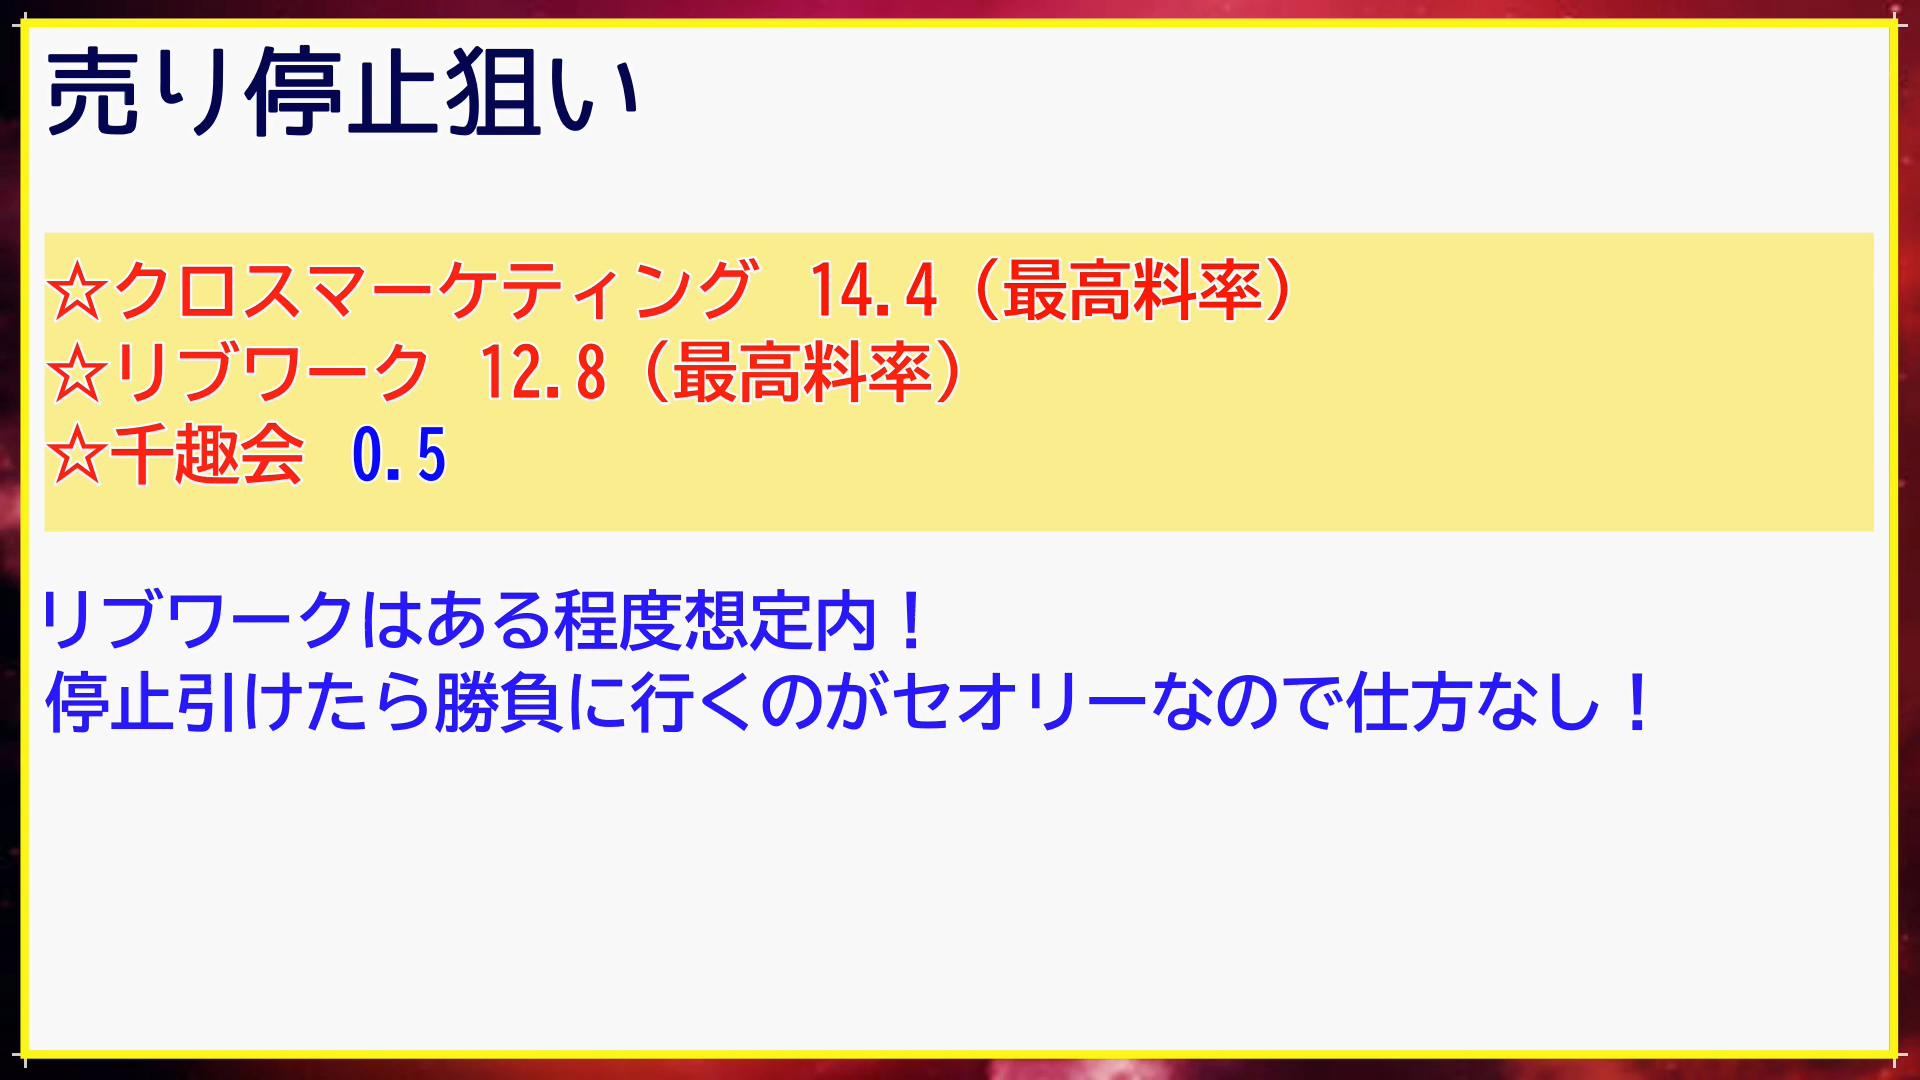 売り停止狙い
☆クロスマーケティング 14.4（最高料率）
☆リブワーク 12.8（最高料率）
☆千趣会 0.5
リブワークはある程度想定内！
停止引けたら勝負に行くのがセオリーなので仕方なし！